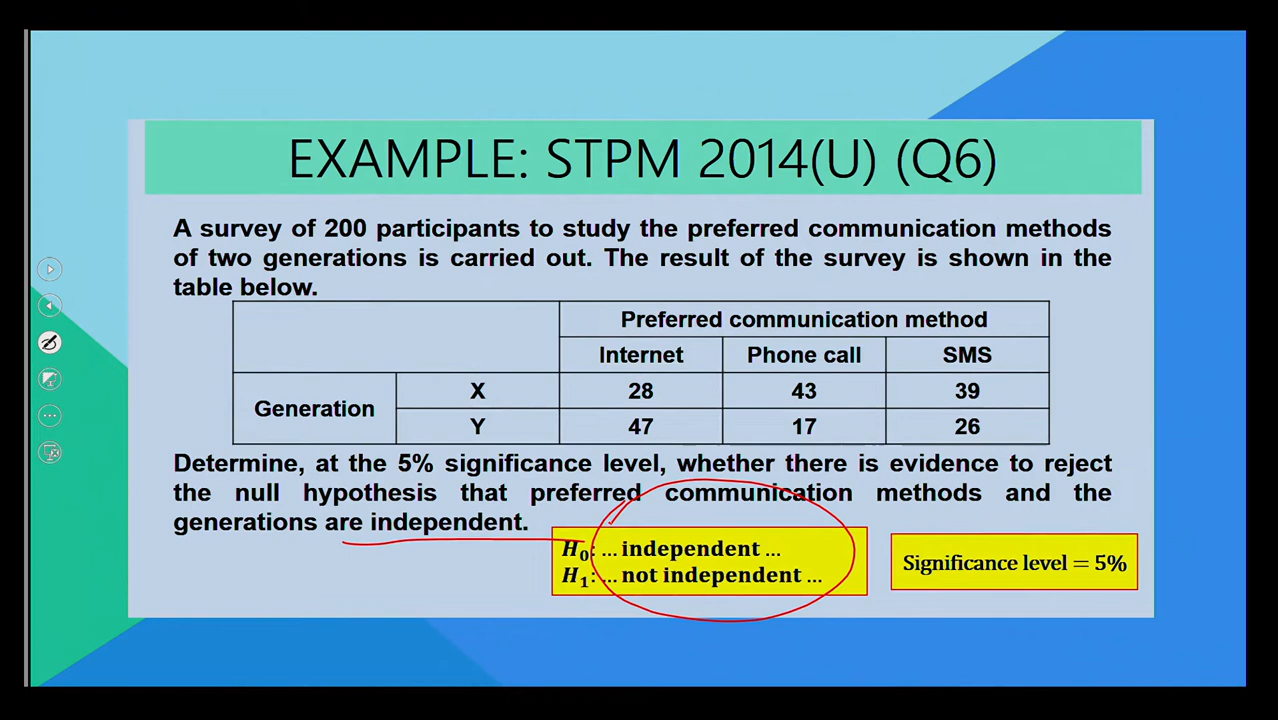 EXAMPLE: STPM 2014(U) (Q6)
A survey of 200 participants to study the preferred communication methods
of two generations is carried out. The result of the survey is shown in the
table below.
Preferred communication method
Internet Phone call SMS
Generation X 28 43 39
Y 47 17 26
Determine, at the 5% significance level, whether there is evidence to reject
the null hypothesis that preferred communication methods and the
generations are independent.
H₀: ... independent ...
H₁: ... not independent ...
Significance level = 5%